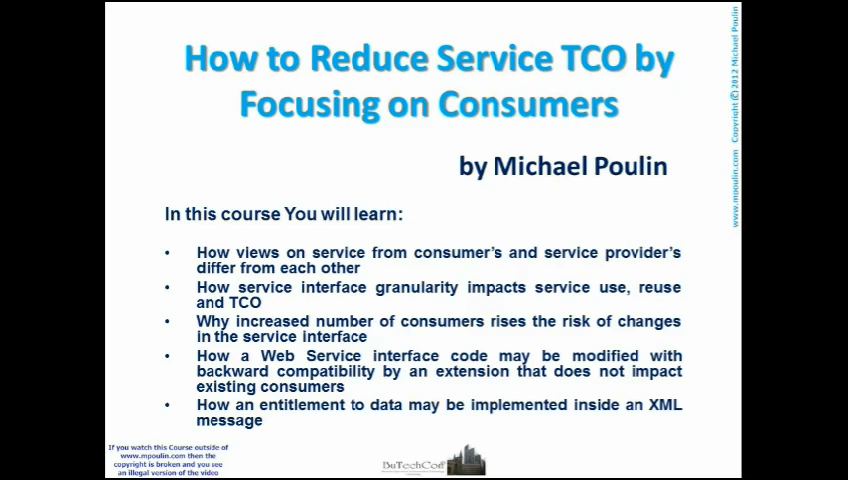 How to Reduce Service TCO by
Focusing on Consumers
by Michael Poulin
In this course You will learn:
• How views on service from consumer's and service provider's
differ from each other
• How service interface granularity impacts service use, reuse
and TCO
• Why increased number of consumers rises the risk of changes
in the service interface
• How a Web Service interface code may be modified with
backward compatibility by an extension that does not impact
existing consumers
• How an entitlement to data may be implemented inside an XML
message
If you watch this Course outside of
www.mpoulin.com then the
copyright is broken and you see
an illegal version of the video
BuTechCon
www.mpoulin.com Copyright (C) 2012 Michael Poulin